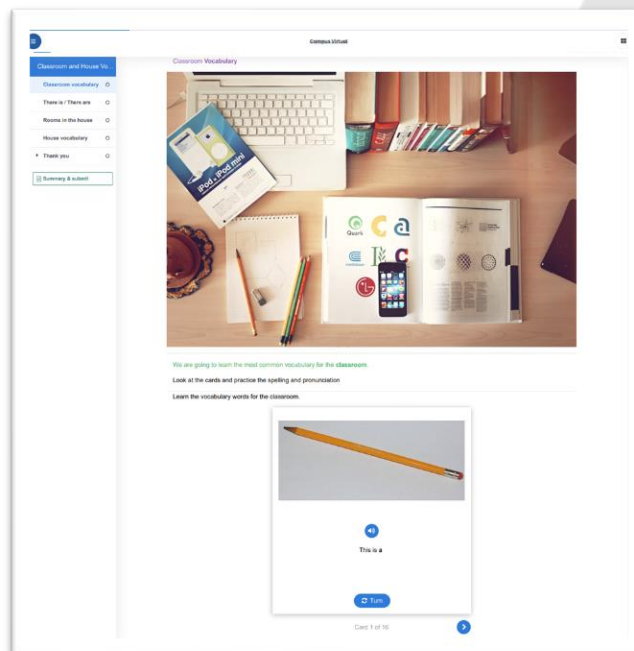 Campus Virtual
Classroom and House Vo...
Classroom vocabulary
There is / There are
Rooms in the house
House vocabulary
Thank you
Summary & submit
Classroom Vocabulary
iPod + iPod mini
Quark
C
a
C
LG
We are going to learn the most common vocabulary for the classroom
Look at the cards and practice the spelling and pronunciation
Learn the vocabulary words for the classroom.
This is a
Turn
Card 1 of 16